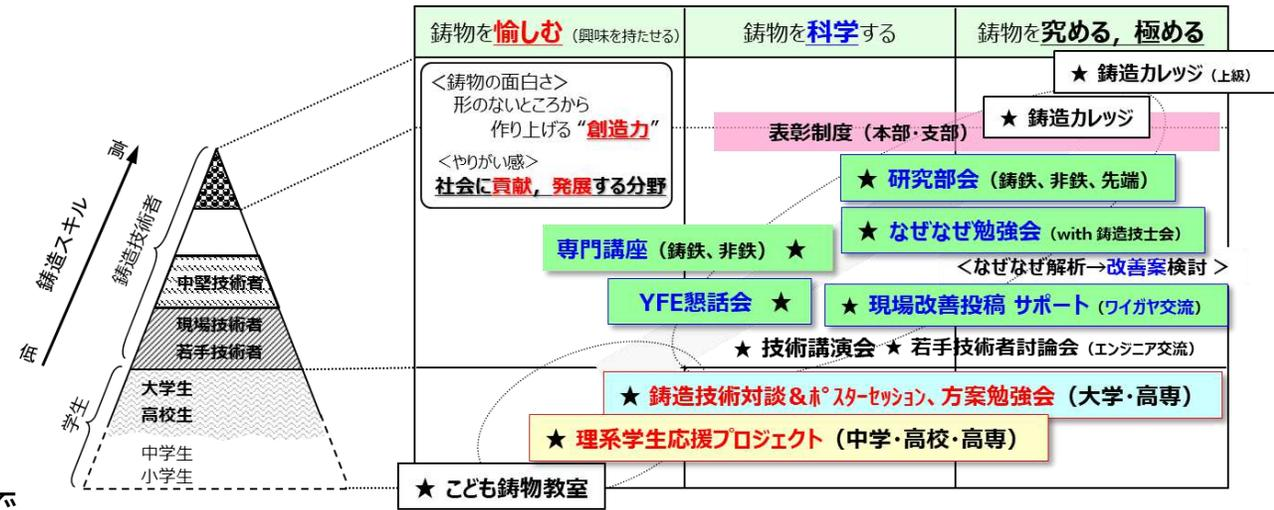 鋳物を愉しむ（興味を持たせる）
鋳物を科学する
鋳物を究める，極める
＜鋳物の面白さ＞
形のないところから
作り上げる“創造力”
＜やりがい感＞
社会に貢献，発展する分野
★ 鋳造カレッジ（上級）
★ 鋳造カレッジ
表彰制度（本部・支部）
★ 研究部会（鋳鉄、非鉄、先端）
★ なぜなぜ勉強会（with 鋳造技士会）
＜なぜなぜ解析→改善案検討 ＞
専門講座（鋳鉄、非鉄） ★
YFE懇話会 ★
★ 現場改善投稿 サポート（ワイガヤ交流）
★ 技術講演会 ★ 若手技術者討論会（エンジニア交流）
★ 鋳造技術対談＆ﾎﾟｽﾀｰｾｯｼｮﾝ、方案勉強会（大学・高専）
★ 理系学生応援プロジェクト（中学・高校・高専）
★ こども鋳物教室
高
鋳造スキル
低
鋳造技術者
学生
中堅技術者
現場技術者
若手技術者
大学生
高校生
中学生
小学生